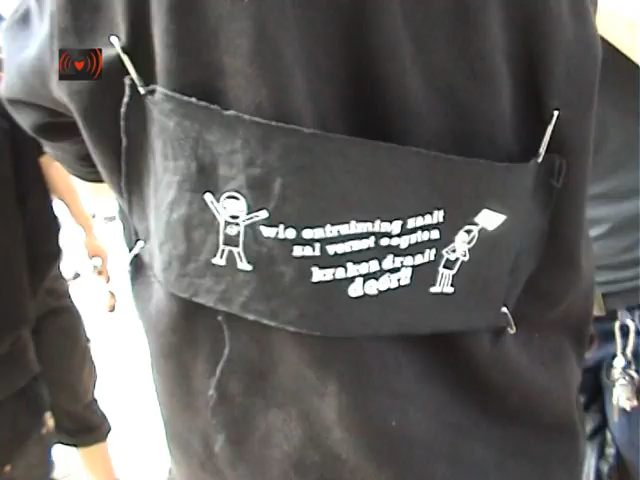 wie ontruiming zaait
zal verzet oogsten
kraken draait
door!!